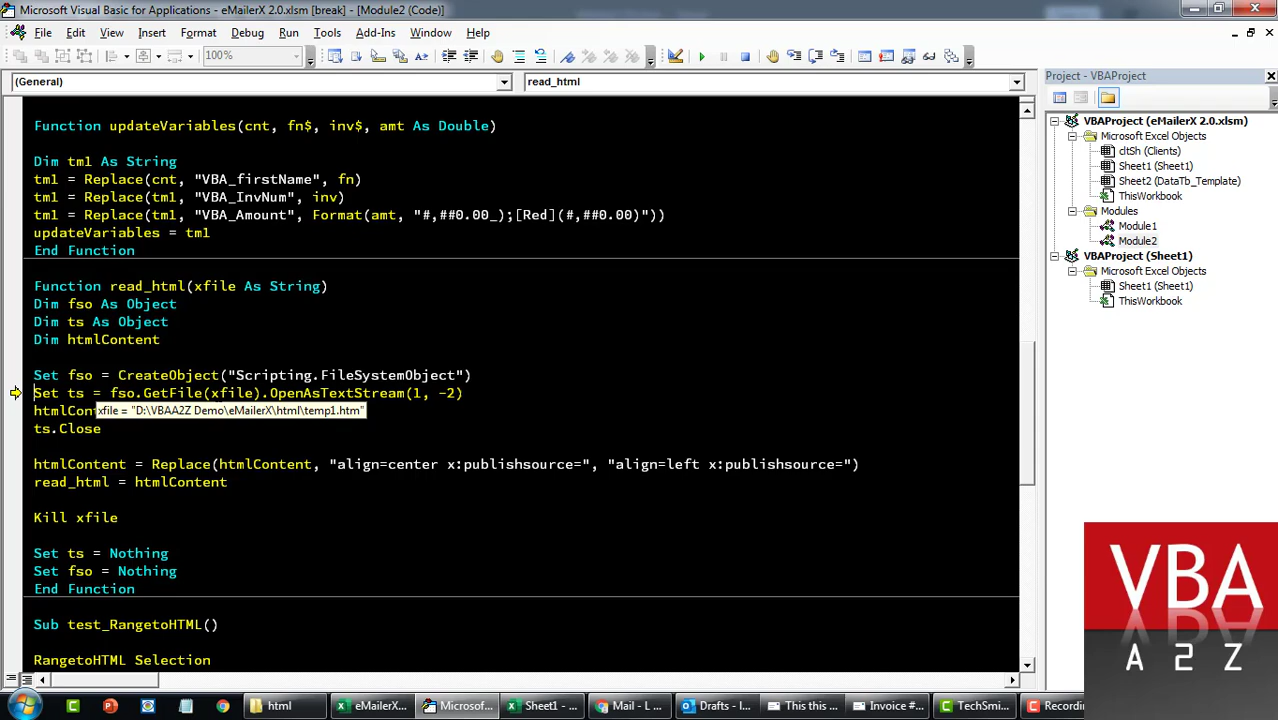 Microsoft Visual Basic for Applications - eMailerX 2.0.xlsm [break] - [Module2 (Code)]
File Edit View Insert Format Debug Run Tools Add-Ins Window Help
100%
(General) read_html
Project - VBAProject
Function updateVariables(cnt, fn$, inv$, amt As Double)
Dim tm1 As String
tm1 = Replace(cnt, "VBA_firstName", fn)
tm1 = Replace(tm1, "VBA_InvNum", inv)
tm1 = Replace(tm1, "VBA_Amount", Format(amt, "#,##0.00_);[Red](#,##0.00)"))
updateVariables = tm1
End Function
Function read_html(xfile As String)
Dim fso As Object
Dim ts As Object
Dim htmlContent
Set fso = CreateObject("Scripting.FileSystemObject")
Set ts = fso.GetFile(xfile).OpenAsTextStream(1, -2)
htmlCont
xfile = "D:\VBAA2Z Demo\eMailerX\html\temp1.htm"
ts.Close
htmlContent = Replace(htmlContent, "align=center x:publishsource=", "align=left x:publishsource=")
read_html = htmlContent
Kill xfile
Set ts = Nothing
Set fso = Nothing
End Function
Sub test_RangetoHTML()
RangetoHTML Selection
VBAProject (eMailerX 2.0.xlsm)
Microsoft Excel Objects
cltSh (Clients)
Sheet1 (Sheet1)
Sheet2 (DataTb_Template)
ThisWorkbook
Modules
Module1
Module2
VBAProject (Sheet1)
Microsoft Excel Objects
Sheet1 (Sheet1)
ThisWorkbook
VBA
A 2 Z
html
eMailerX...
Microsof...
Sheet1 - ...
Mail - L ...
Drafts - I...
This this ...
Invoice #...
TechSmi...
Recordin